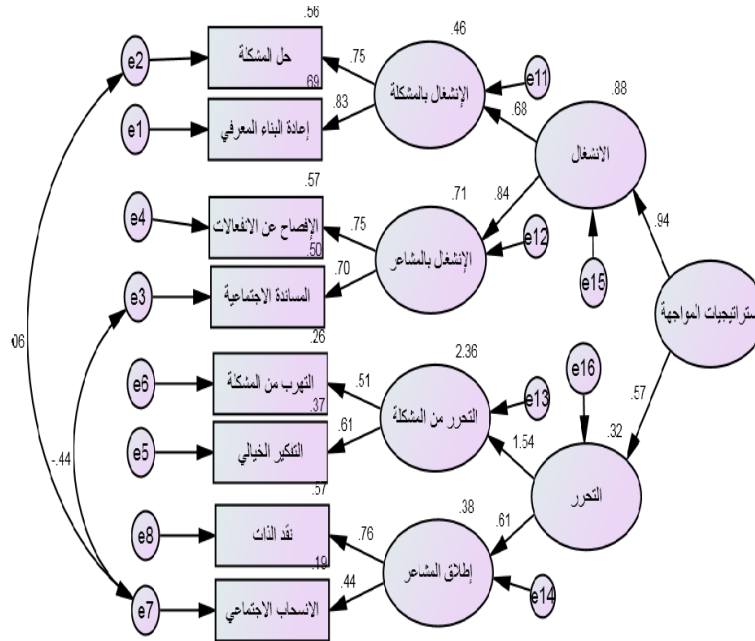 .56
e2
حل المشكلة
.75
.46
الإنشغال بالمشكلة
e11
.69
.83
e1
إعادة البناء المعرفي
.68
.88
الانشغال
.57
e4
الإفصاح عن الانفعالات
.75
.71
.84
الإنشغال بالمشاعر
e12
.50
.70
e3
المساندة الاجتماعية
e15
.94
ستراتيجيات المواجهة
.06
.26
e6
التهرب من المشكلة
.51
2.36
التحرر من المشكلة
e13
e16
.57
.37
.61
e5
التفكير الخيالي
1.54
.32
التحرر
-.44
.57
e8
نقد الذات
.76
.38
.61
إطلاق المشاعر
e14
.19
.44
e7
الانسحاب الاجتماعي